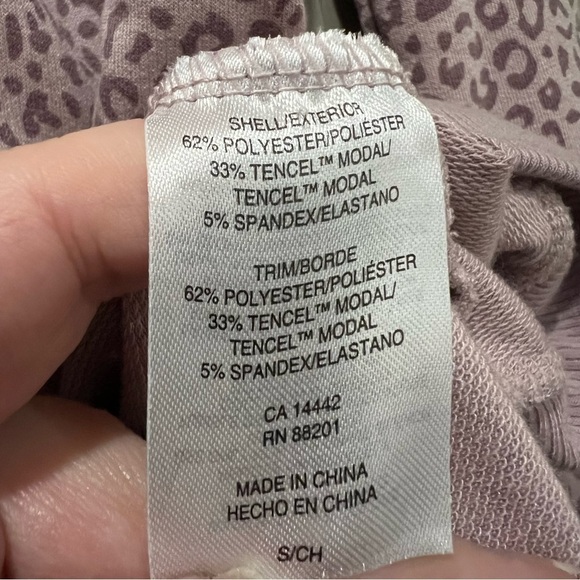 SHELL/EXTERIOR
62% POLYESTER/POLIÉSTER
33% TENCEL™ MODAL/
TENCEL™ MODAL
5% SPANDEX/ELASTANO
TRIM/BORDE
62% POLYESTER/POLIÉSTER
33% TENCEL™ MODAL/
TENCEL™ MODAL
5% SPANDEX/ELASTANO
CA 14442
RN 88201
MADE IN CHINA
HECHO EN CHINA
S/CH